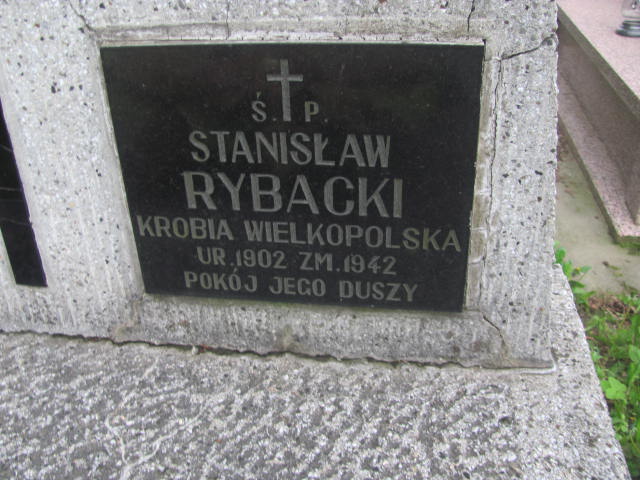 Ś. P.
STANISŁAW
RYBACKI
KROBIA WIELKOPOLSKA
UR. 1902 ZM. 1942
POKÓJ JEGO DUSZY